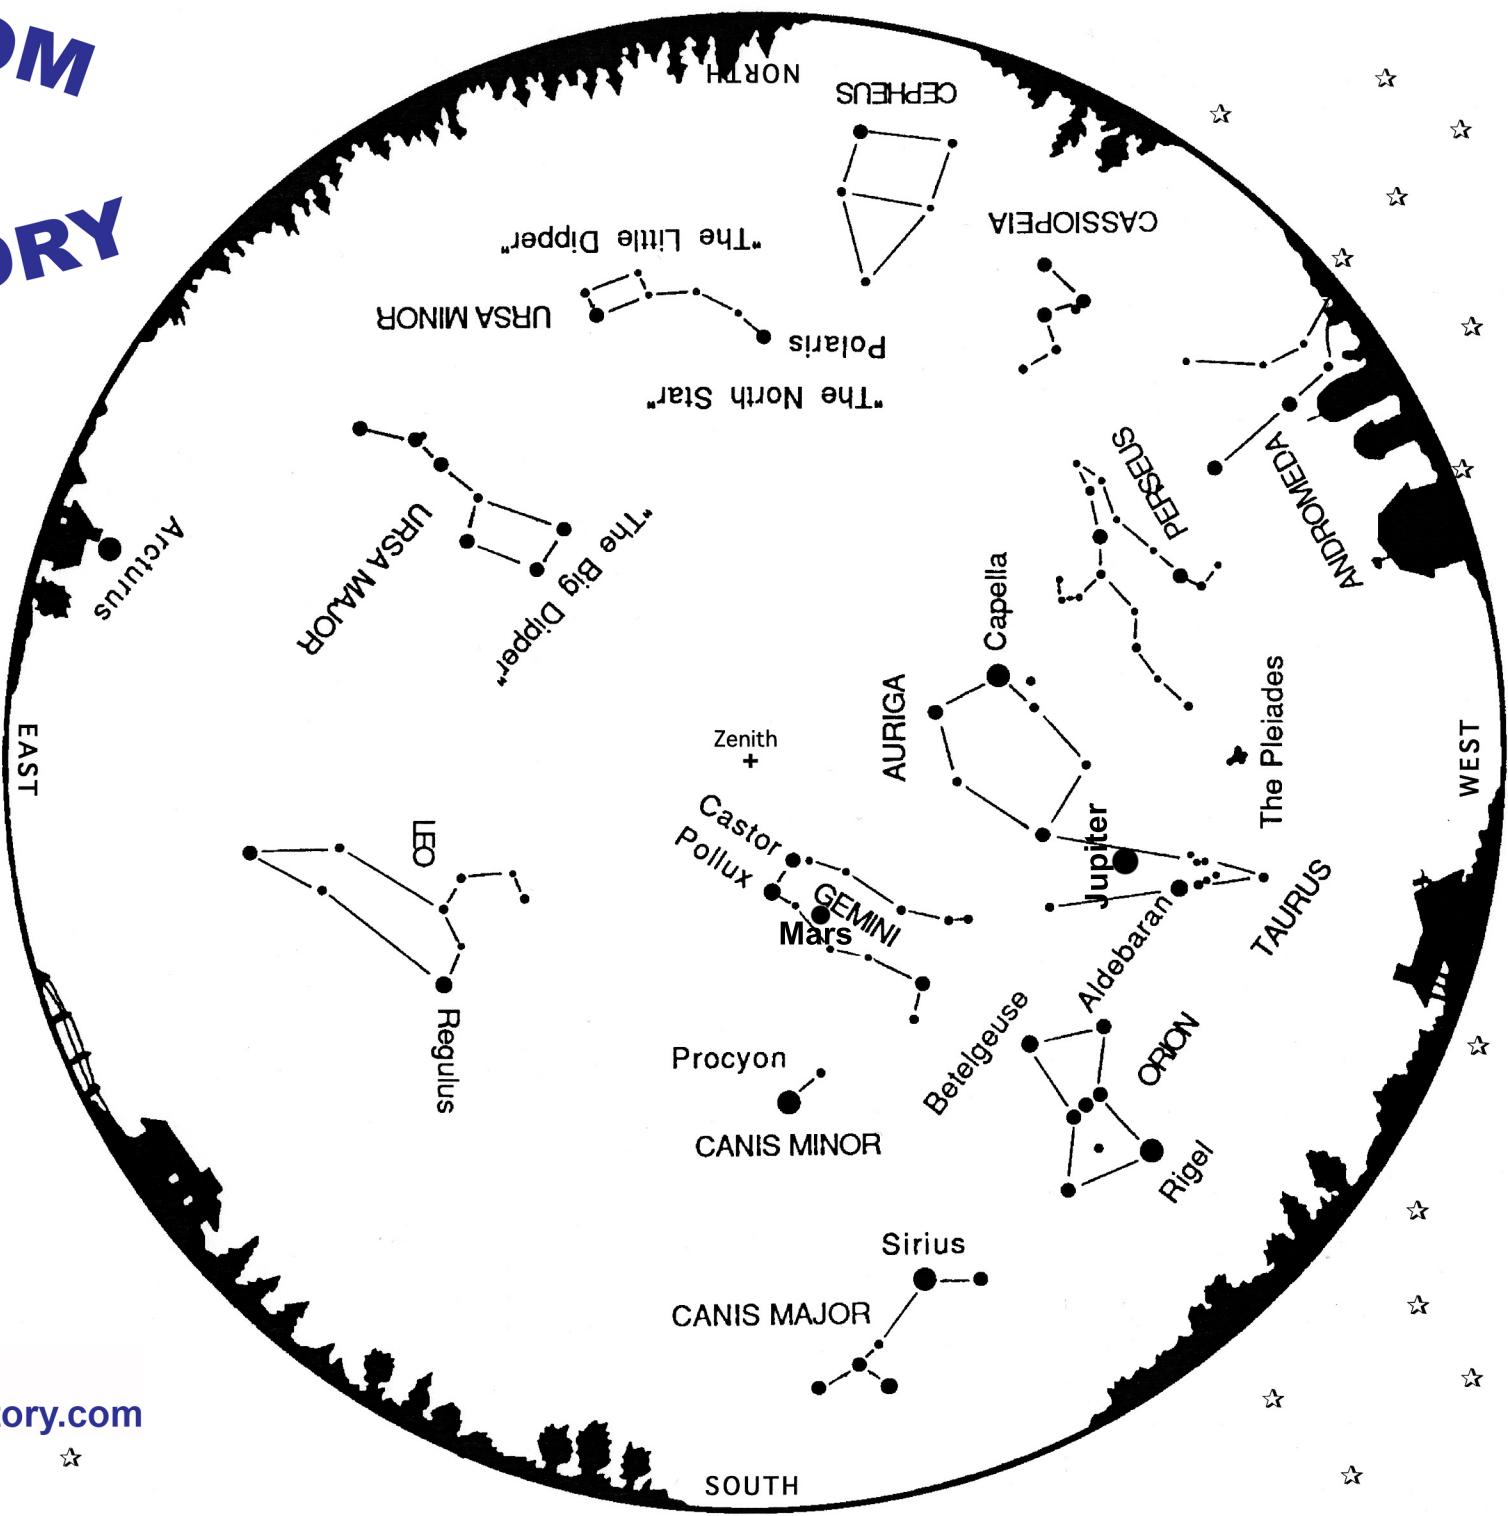 OM
ORY
NORTH
CEPHEUS
CASSIOPEIA
"The Little Dipper"
URSA MINOR
Polaris
"The North Star"
PERSEUS
ANDROMEDA
Arcturus
URSA MAJOR
"The Big Dipper"
Capella
AURIGA
The Pleiades
EAST
Zenith
WEST
Castor
Pollux
GEMINI
Mars
LEO
Regulus
Jupiter
TAURUS
Aldebaran
Betelgeuse
ORION
Rigel
Procyon
CANIS MINOR
Sirius
CANIS MAJOR
tory.com
SOUTH